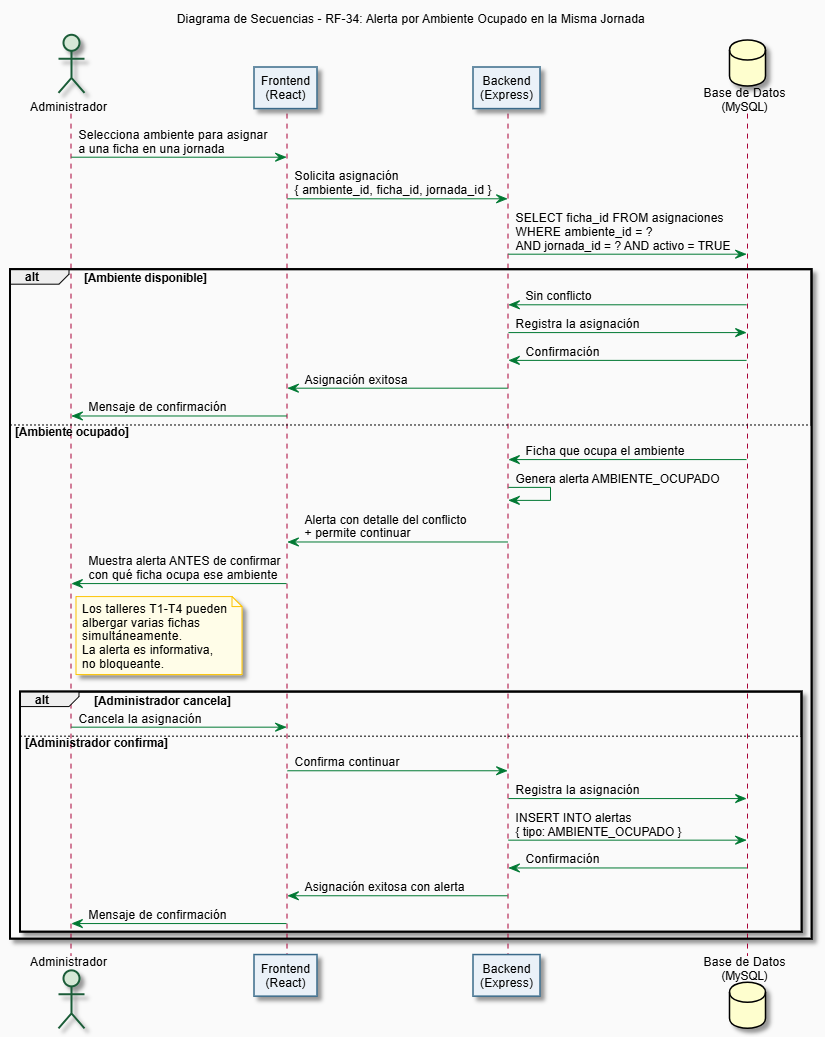 Diagrama de Secuencias - RF-34: Alerta por Ambiente Ocupado en la Misma Jornada
Administrador
Frontend
(React)
Backend
(Express)
Base de Datos
(MySQL)
Selecciona ambiente para asignar
a una ficha en una jornada
Solicita asignación
{ ambiente_id, ficha_id, jornada_id }
SELECT ficha_id FROM asignaciones
WHERE ambiente_id = ?
AND jornada_id = ? AND activo = TRUE
alt
[Ambiente disponible]
Sin conflicto
Registra la asignación
Confirmación
Asignación exitosa
Mensaje de confirmación
[Ambiente ocupado]
Ficha que ocupa el ambiente
Genera alerta AMBIENTE_OCUPADO
Alerta con detalle del conflicto
+ permite continuar
Muestra alerta ANTES de confirmar
con qué ficha ocupa ese ambiente
Los talleres T1-T4 pueden
albergar varias fichas
simultáneamente.
La alerta es informativa,
no bloqueante.
alt
[Administrador cancela]
Cancela la asignación
[Administrador confirma]
Confirma continuar
Registra la asignación
INSERT INTO alertas
{ tipo: AMBIENTE_OCUPADO }
Confirmación
Asignación exitosa con alerta
Mensaje de confirmación
Administrador
Frontend
(React)
Backend
(Express)
Base de Datos
(MySQL)